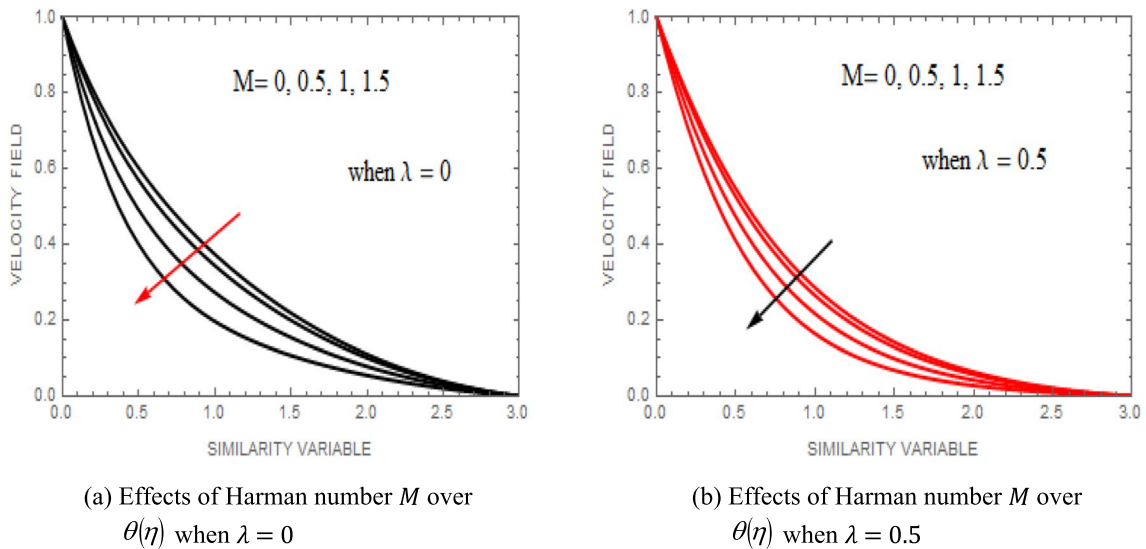 1.0
0.8
0.6
0.4
0.2
0.0
VELOCITY FIELD
M= 0, 0.5, 1, 1.5
when λ = 0
0.0 0.5 1.0 1.5 2.0 2.5 3.0
SIMILARITY VARIABLE
(a) Effects of Harman number M over
θ(η) when λ = 0
1.0
0.8
0.6
0.4
0.2
0.0
VELOCITY FIELD
M= 0, 0.5, 1, 1.5
when λ = 0.5
0.0 0.5 1.0 1.5 2.0 2.5 3.0
SIMILARITY VARIABLE
(b) Effects of Harman number M over
θ(η) when λ = 0.5